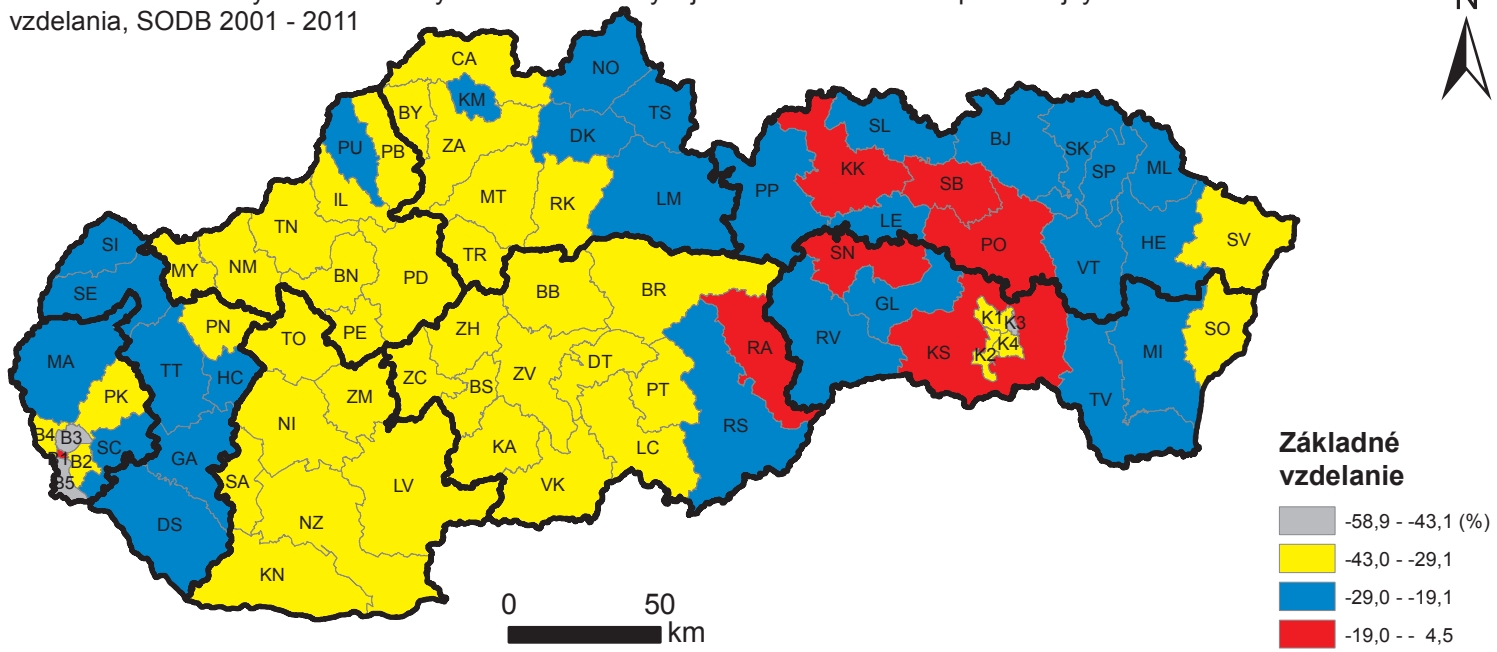 vzdelania, SODB 2001 - 2011
N
CA
NO
BY
KM
TS
PU
PB
ZA
DK
SL
BJ
SK
SP
ML
IL
MT
RK
LM
PP
KK
SB
LE
PO
VT
HE
SV
SI
TN
SE
MY
NM
BN
PD
TR
BB
BR
SN
GL
RV
KS
K1
K3
K4
K2
MI
SO
TV
MA
TT
PN
HC
TO
PE
ZH
ZC
BS
ZV
DT
PT
RA
RS
PK
B4
B3
B1
B2
B5
SC
GA
DS
NI
ZM
SA
LV
KA
VK
LC
NZ
KN
0 50
km
Základné
vzdelanie
-58,9 - -43,1 (%)
-43,0 - -29,1
-29,0 - -19,1
-19,0 - - 4,5